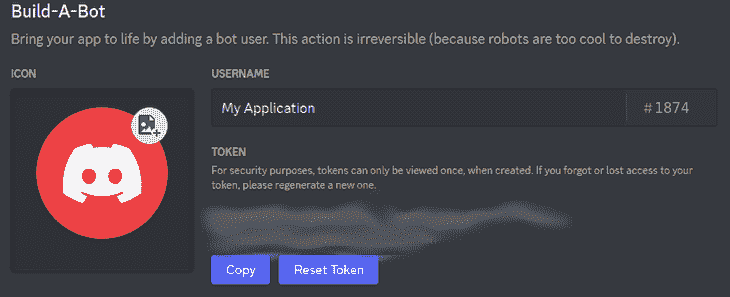 Build-A-Bot
Bring your app to life by adding a bot user. This action is irreversible (because robots are too cool to destroy).
ICON
USERNAME
My Application
#1874
TOKEN
For security purposes, tokens can only be viewed once, when created. If you forgot or lost access to your
token, please regenerate a new one.
Copy
Reset Token